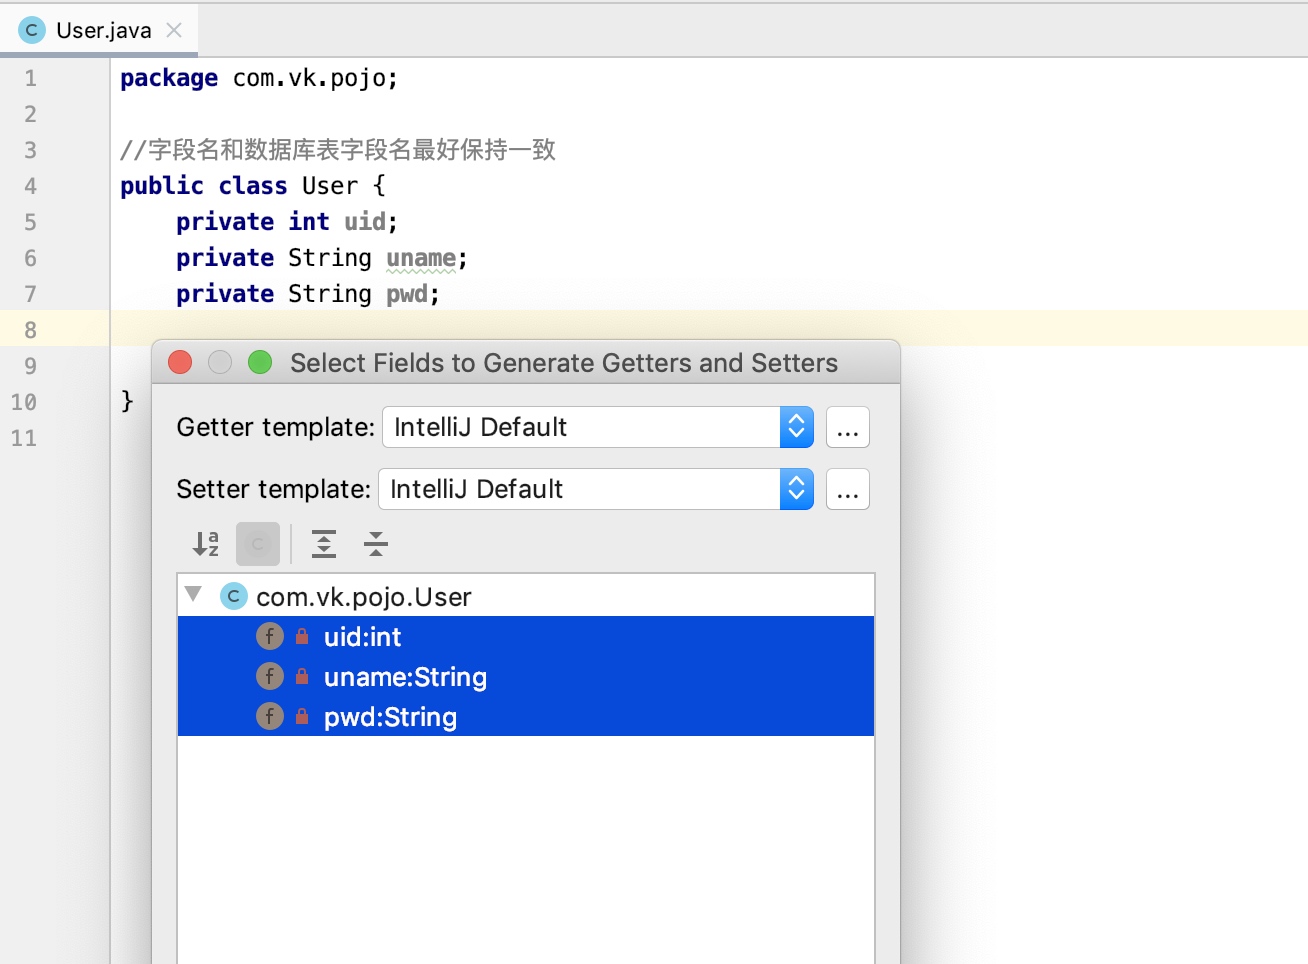 User.java
1 package com.vk.pojo;
2
3 //字段名和数据库表字段名最好保持一致
4 public class User {
5 private int uid;
6 private String uname;
7 private String pwd;
8
9
10 }
11
Select Fields to Generate Getters and Setters
Getter template: IntelliJ Default ...
Setter template: IntelliJ Default ...
a z C
C com.vk.pojo.User
f uid:int
f uname:String
f pwd:String